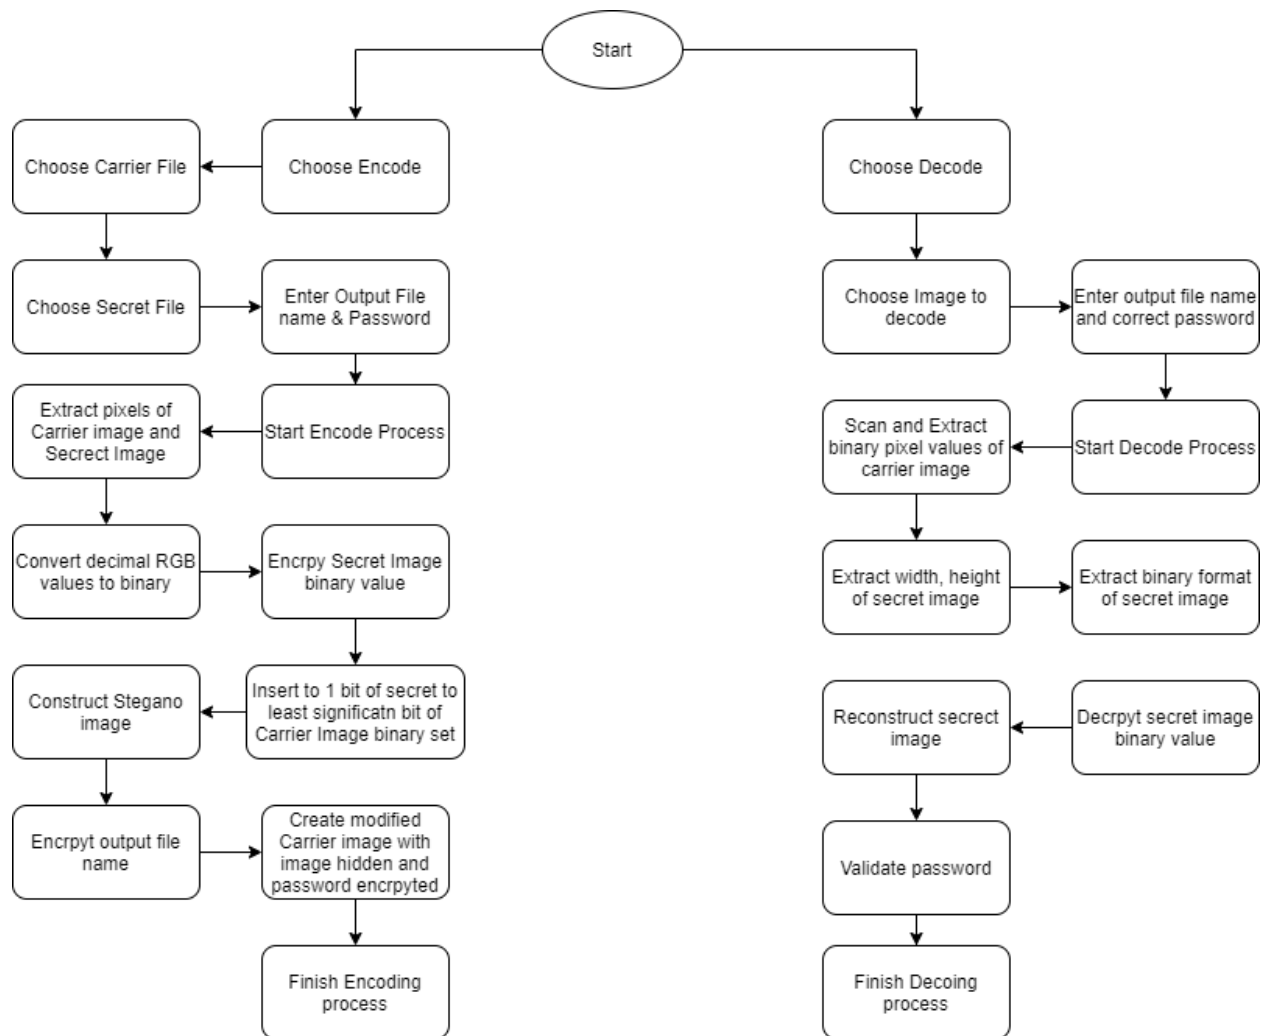 Start
Choose Carrier File
Choose Encode
Choose Secret File
Enter Output File
name & Password
Extract pixels of
Carrier image and
Secrect Image
Start Encode Process
Convert decimal RGB
values to binary
Encrpy Secret Image
binary value
Construct Stegano
image
Insert to 1 bit of secret to
least significatn bit of
Carrier Image binary set
Encrpyt output file
name
Create modified
Carrier image with
image hidden and
password encrpyted
Finish Encoding
process
Choose Decode
Choose Image to
decode
Enter output file name
and correct password
Scan and Extract
binary pixel values of
carrier image
Start Decode Process
Extract width, height
of secret image
Extract binary format
of secret image
Reconstruct secrect
image
Decrpyt secret image
binary value
Validate password
Finish Decoing
process